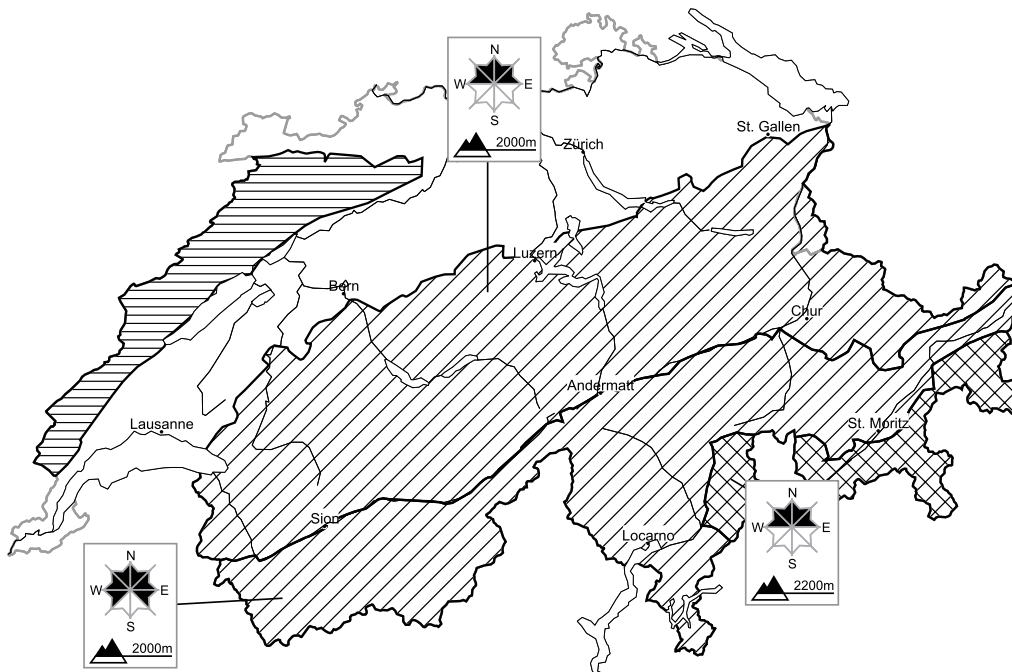 N
W E
S
2000m
St. Gallen
Zürich
Luzern
Bern
Chur
Andermatt
Lausanne
St. Moritz
N
W E
S
2200m
Sion
Locarno
N
W E
S
2000m